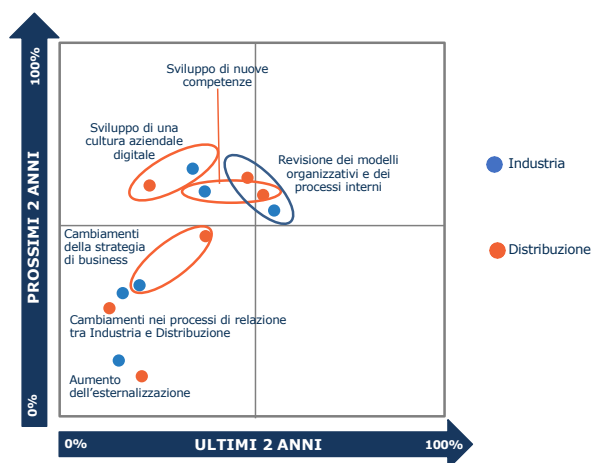 100%
PROSSIMI 2 ANNI
0%
Sviluppo di nuove
competenze
Sviluppo di una
cultura aziendale
digitale
Revisione dei modelli
organizzativi e dei
processi interni
Cambiamenti
della strategia
di business
Cambiamenti nei processi di relazione
tra Industria e Distribuzione
Aumento
dell’esternalizzazione
0%
ULTIMI 2 ANNI
100%
Industria
Distribuzione